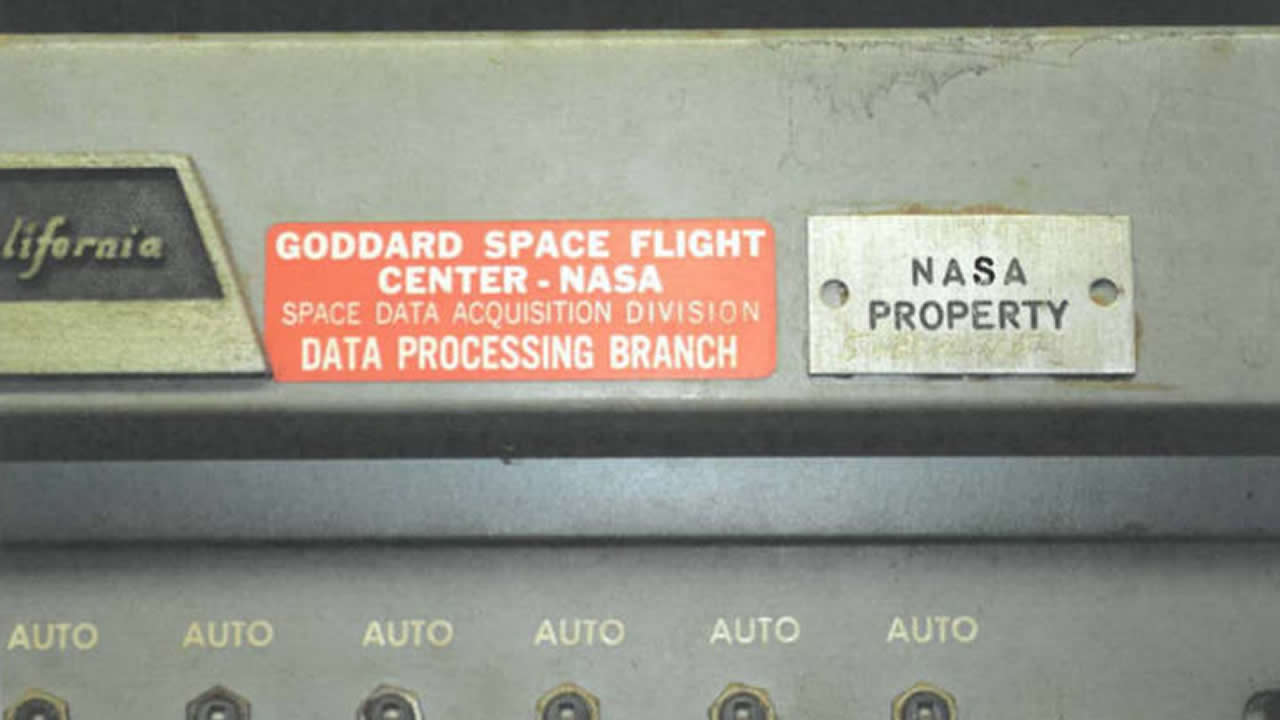 lifornia
GODDARD SPACE FLIGHT
CENTER - NASA
SPACE DATA ACQUISITION DIVISION
DATA PROCESSING BRANCH
NASA
PROPERTY
AUTO AUTO AUTO AUTO AUTO AUTO